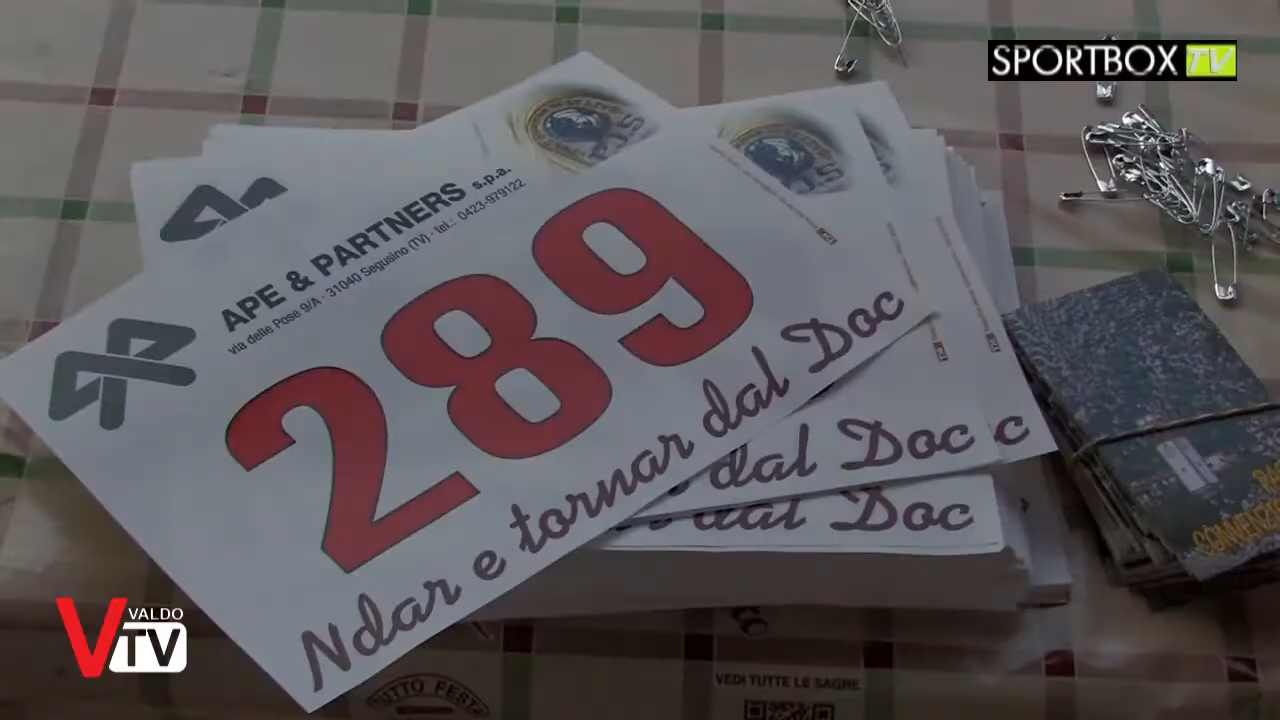 SPORTBOX TV
APE & PARTNERS s.p.a.
via delle Pose 9/A - 31040 Segusino (TV) - tel.: 0423-979122
289
Ndar e tornar dal Doc
dal Doc
c
dal Doc
VALDO
VTV
VEDI TUTTE LE SAGRE